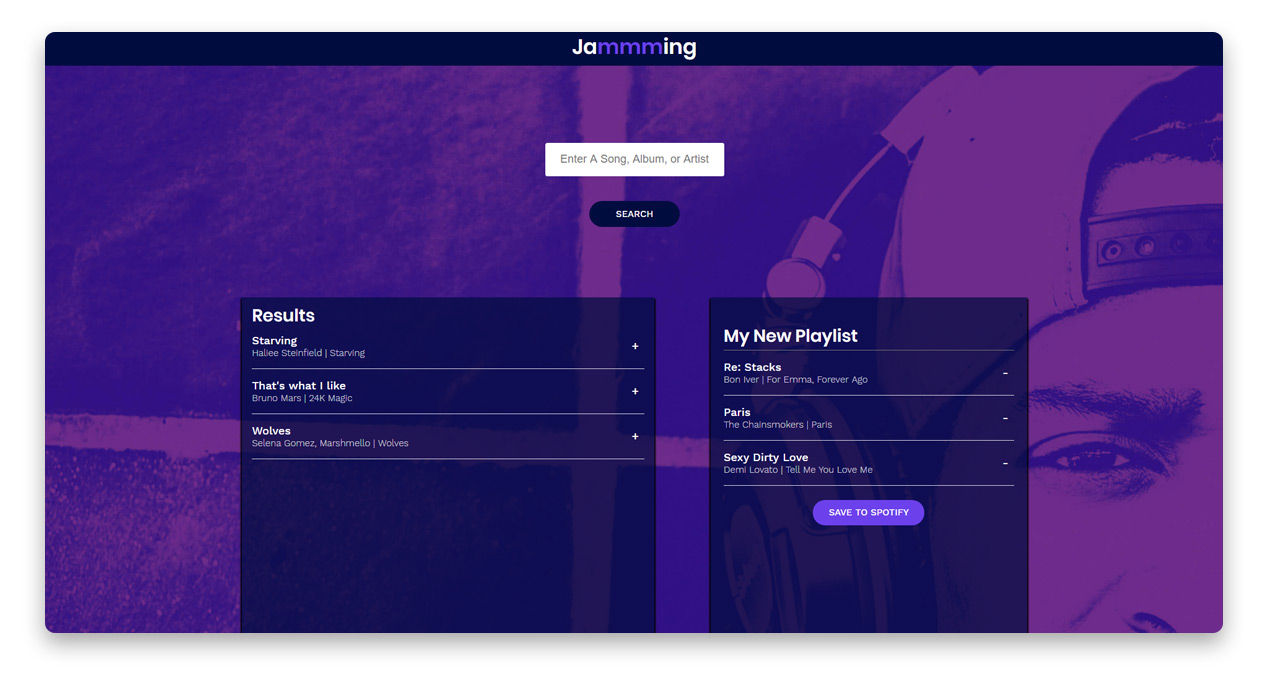 Jammming
Enter A Song, Album, or Artist
SEARCH
Results
Starving
Haliee Steinfield | Starving
+
That's what I like
Bruno Mars | 24K Magic
+
Wolves
Selena Gomez, Marshmello | Wolves
+
My New Playlist
Re: Stacks
Bon Iver | For Emma, Forever Ago
-
Paris
The Chainsmokers | Paris
-
Sexy Dirty Love
Demi Lovato | Tell Me You Love Me
-
SAVE TO SPOTIFY